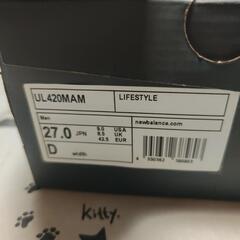 UL420MAM LIFESTYLE
Men newbalance.com
27.0 JPN 9.0 USA
8.5 UK
42.5 EUR
D width
Kitty.